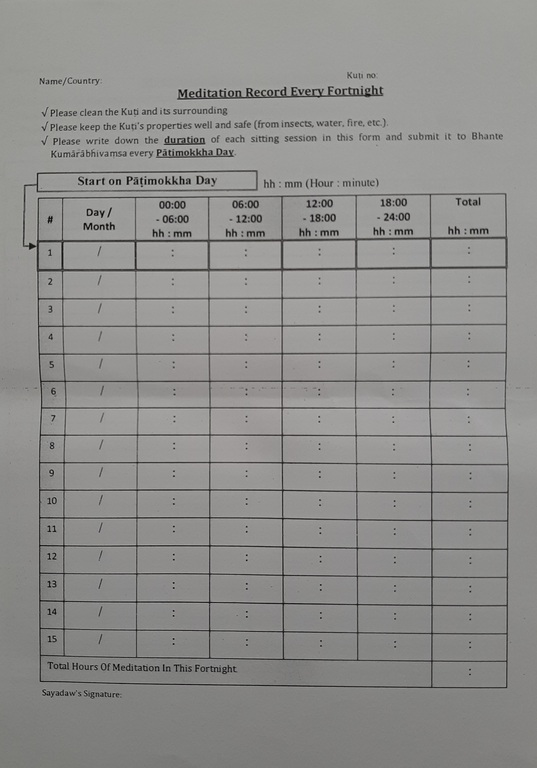 Kuṭi no:
Name/Country:
Meditation Record Every Fortnight
√ Please clean the Kuṭi and its surrounding
√ Please keep the Kuṭi's properties well and safe (from insects, water, fire, etc.).
√ Please write down the duration of each sitting session in this form and submit it to Bhante
Kumārābhivamsa every Pātimokkha Day.
Start on Pāṭimokkha Day
hh : mm (Hour : minute)
# Day / Month 00:00 - 06:00 hh : mm 06:00 - 12:00 hh : mm 12:00 - 18:00 hh : mm 18:00 - 24:00 hh : mm Total hh : mm
1 / : : : : :
2 / : : : : :
3 / : : : : :
4 / : : : : :
5 / : : : : :
6 / : : : : :
7 / : : : : :
8 / : : : : :
9 / : : : : :
10 / : : : : :
11 / : : : : :
12 / : : : : :
13 / : : : : :
14 / : : : : :
15 / : : : : :
Total Hours Of Meditation In This Fortnight :
Sayadaw's Signature: